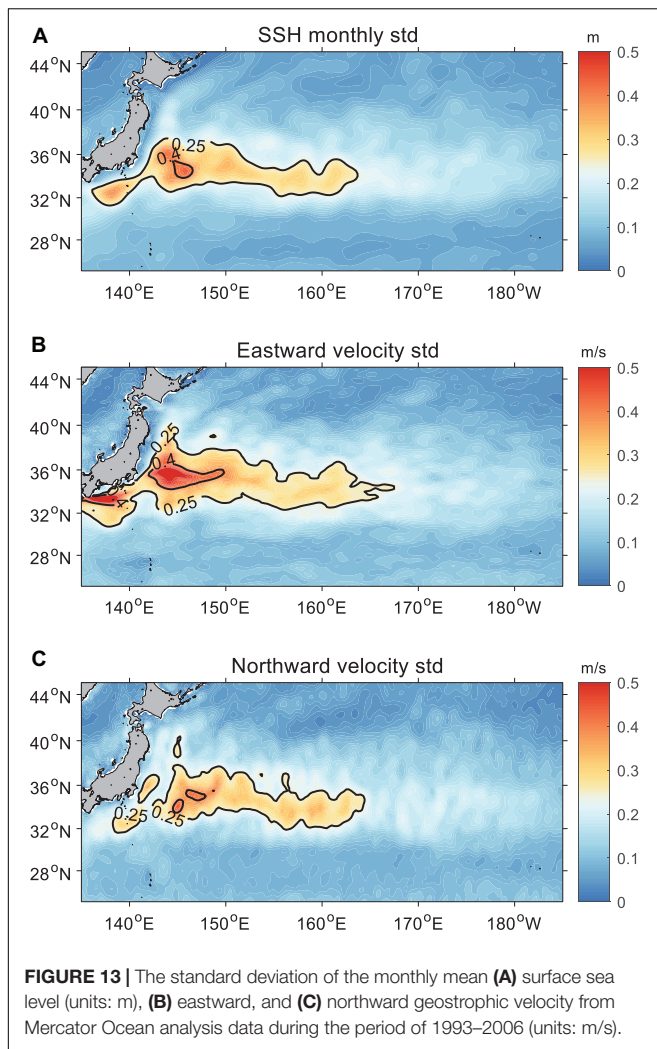 A
SSH monthly std
m
44°N
40°N
36°N
32°N
28°N
0.25
0.4
140°E 150°E 160°E 170°E 180°W
0.5
0.4
0.3
0.2
0.1
0
B
Eastward velocity std
m/s
44°N
40°N
36°N
32°N
28°N
0.25
0.4
0.25
140°E 150°E 160°E 170°E 180°W
0.5
0.4
0.3
0.2
0.1
0
C
Northward velocity std
m/s
44°N
40°N
36°N
32°N
28°N
0.25
0.25
140°E 150°E 160°E 170°E 180°W
0.5
0.4
0.3
0.2
0.1
0
FIGURE 13 | The standard deviation of the monthly mean (A) surface sea
level (units: m), (B) eastward, and (C) northward geostrophic velocity from
Mercator Ocean analysis data during the period of 1993–2006 (units: m/s).